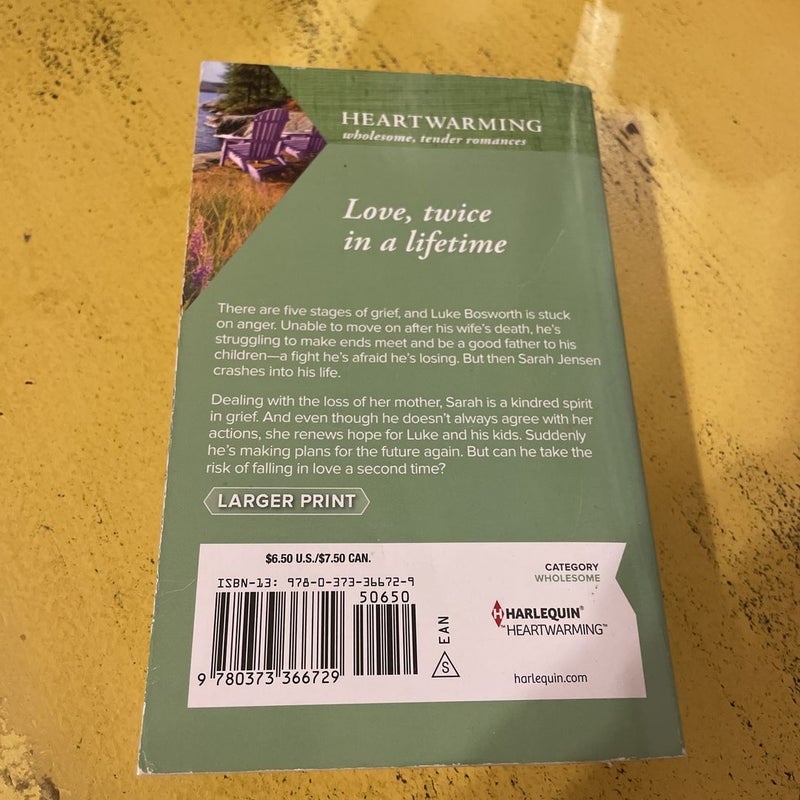 HEARTWARMING
wholesome, tender romances
Love, twice
in a lifetime
There are five stages of grief, and Luke Bosworth is stuck
on anger. Unable to move on after his wife's death, he's
struggling to make ends meet and be a good father to his
children—a fight he's afraid he's losing. But then Sarah Jensen
crashes into his life.
Dealing with the loss of her mother, Sarah is a kindred spirit
in grief. And even though he doesn't always agree with her
actions, she renews hope for Luke and his kids. Suddenly
he's making plans for the future again. But can he take the
risk of falling in love a second time?
LARGER PRINT
$6.50 U.S./$7.50 CAN.
ISBN-13: 978-0-373-36672-9
50650
9 780373 366729
EAN
S
CATEGORY
WHOLESOME
H HARLEQUIN®
™HEARTWARMING™
harlequin.com